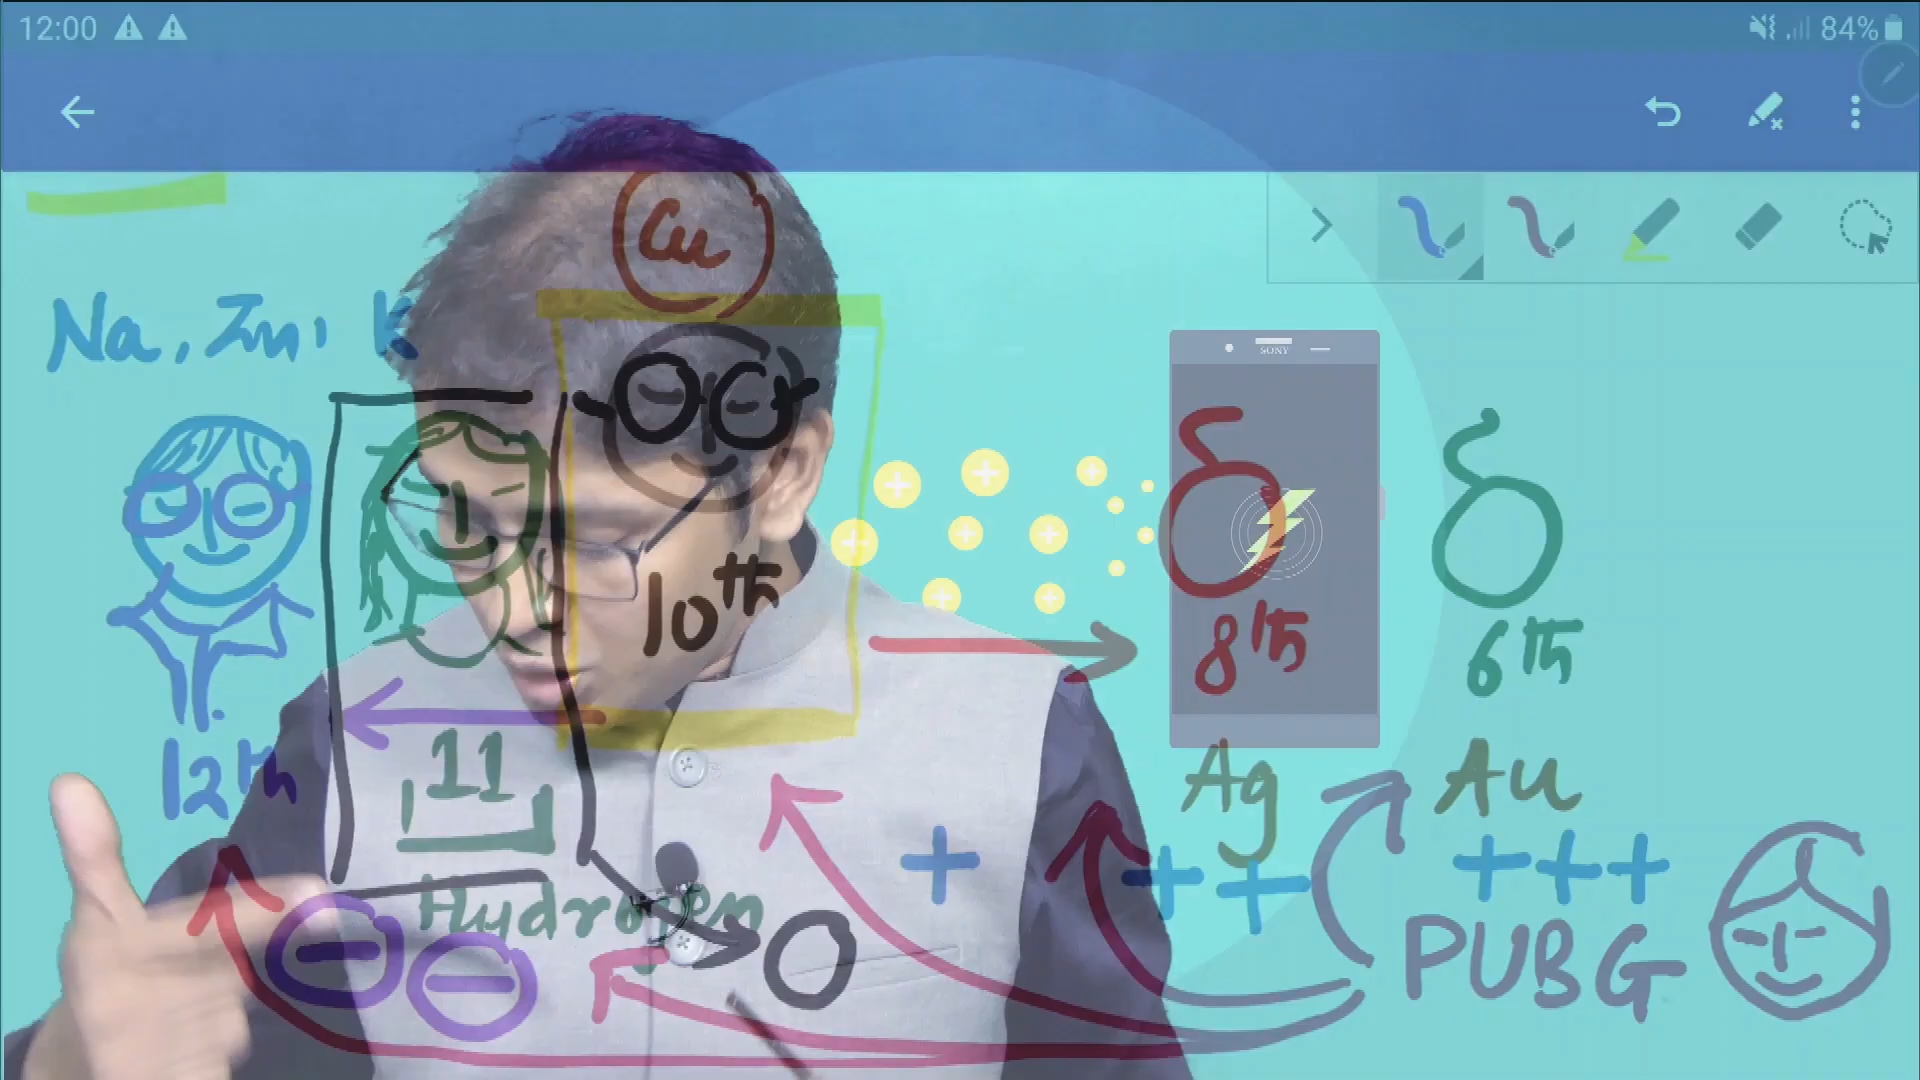 12:00 84%
Cu
Na, Zn, K
SONY
10th
8th
6th
12th
11
Ag
Au
+ ++ +++
Hydrogen
O
PUBG